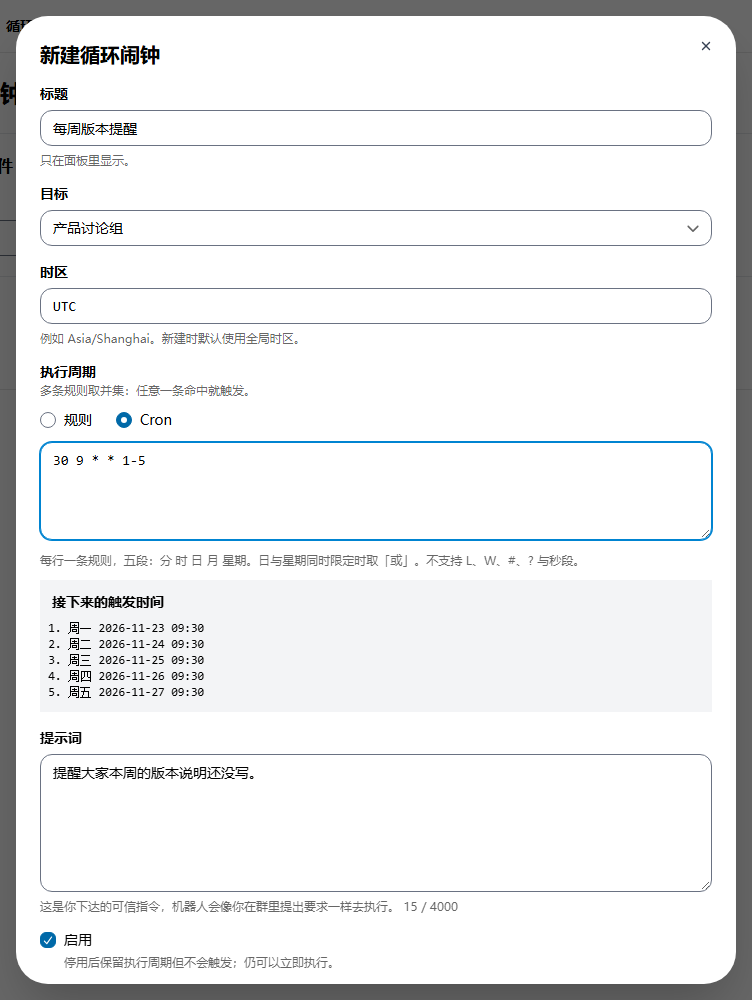 循环
新建循环闹钟
×
钟
标题
每周版本提醒
只在面板里显示。
件
目标
产品讨论组
时区
UTC
例如 Asia/Shanghai。新建时默认使用全局时区。
执行周期
多条规则取并集：任意一条命中就触发。
规则 Cron
30 9 * * 1-5
每行一条规则，五段：分 时 日 月 星期。日与星期同时限定时取「或」。不支持 L、W、#、? 与秒段。
接下来的触发时间
1. 周一 2026-11-23 09:30
2. 周二 2026-11-24 09:30
3. 周三 2026-11-25 09:30
4. 周四 2026-11-26 09:30
5. 周五 2026-11-27 09:30
提示词
提醒大家本周的版本说明还没写。
这是你下达的可信指令，机器人会像你在群里提出要求一样去执行。 15 / 4000
启用
停用后保留执行周期但不会触发；仍可以立即执行。